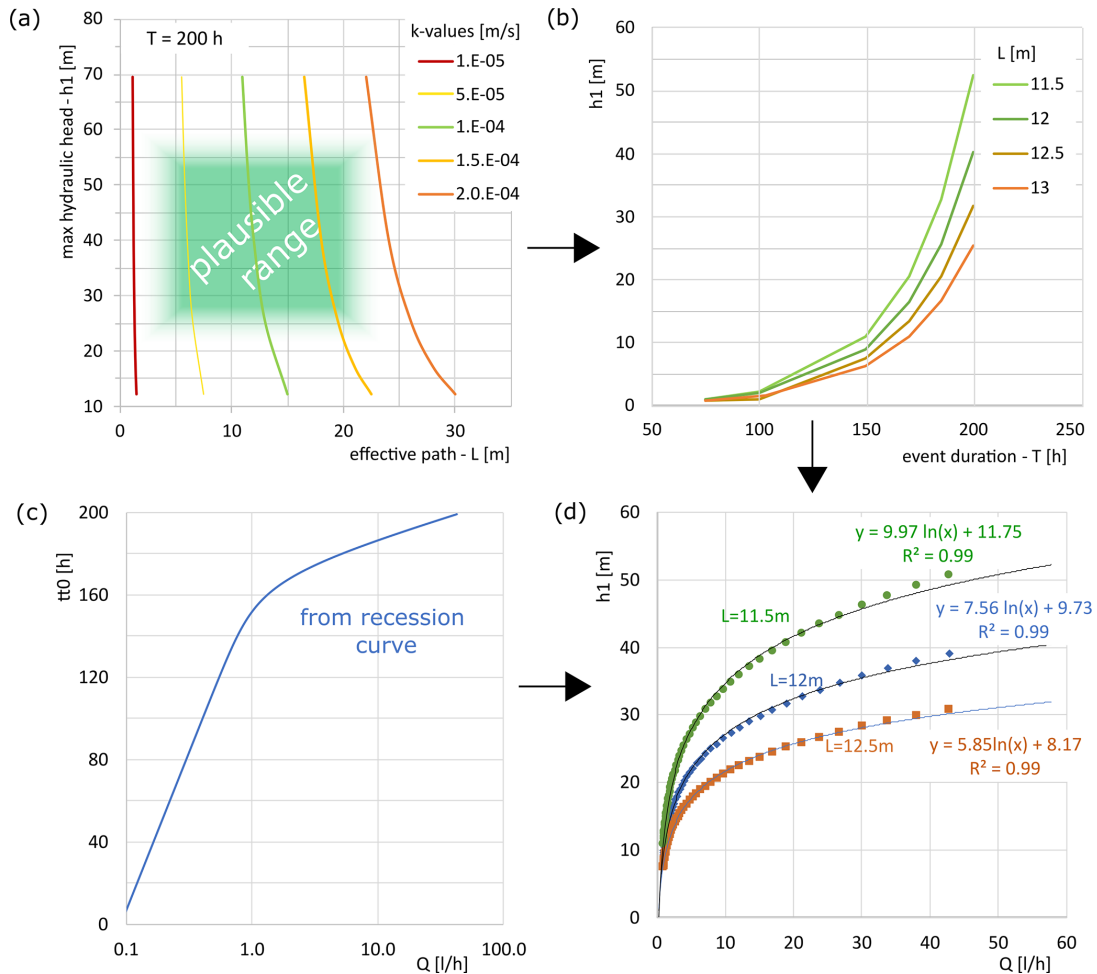 (a)
80
70
60
50
40
30
20
10
max hydraulic head - h1 [m]
T = 200 h
k-values [m/s]
1.E-05
5.E-05
1.E-04
1.5.E-04
2.0.E-04
plausible
range
0
10
20
30
effective path - L [m]
(b)
60
50
40
30
20
10
0
h1 [m]
L [m]
11.5
12
12.5
13
50
100
150
200
250
event duration - T [h]
(c)
200
160
120
80
40
0
tt0 [h]
from recession
curve
0.1
1.0
10.0
100.0
Q [l/h]
(d)
60
50
40
30
20
10
0
h1 [m]
y = 9.97 ln(x) + 11.75
R² = 0.99
L=11.5m
y = 7.56 ln(x) + 9.73
R² = 0.99
L=12m
L=12.5m
y = 5.85ln(x) + 8.17
R² = 0.99
0
10
20
30
40
50
60
Q [l/h]